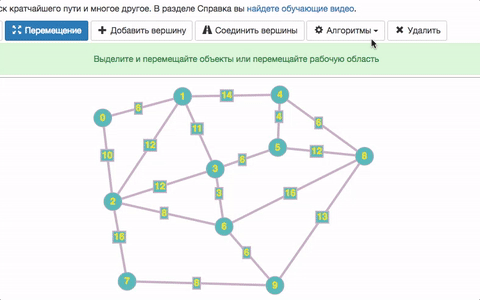 ск кратчайшего пути и многое другое. В разделе Справка вы найдете обучающие видео.
Перемещение Добавить вершину Соединить вершины Алгоритмы Удалить
Выделите и перемещайте объекты или перемещайте рабочую область
1 14 4
0 6
4 6
10 12 11
5 12 8
6
3
12 3 16
2 8
13
6
16 6
7 8 9